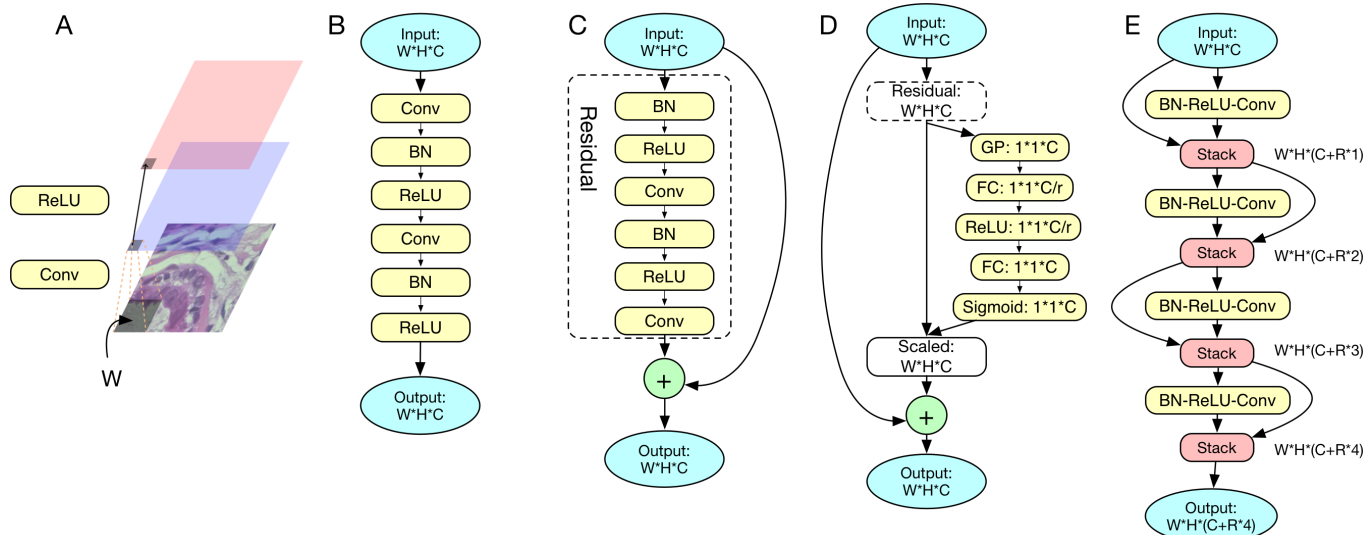 A
ReLU
Conv
W
B
Input:
W*H*C
Conv
BN
ReLU
Conv
BN
ReLU
Output:
W*H*C
C
Input:
W*H*C
Residual
BN
ReLU
Conv
BN
ReLU
Conv
+
Output:
W*H*C
D
Input:
W*H*C
Residual:
W*H*C
GP: 1*1*C
FC: 1*1*C/r
ReLU: 1*1*C/r
FC: 1*1*C
Sigmoid: 1*1*C
Scaled:
W*H*C
+
Output:
W*H*C
E
Input:
W*H*C
BN-ReLU-Conv
Stack
W*H*(C+R*1)
BN-ReLU-Conv
Stack
W*H*(C+R*2)
BN-ReLU-Conv
Stack
W*H*(C+R*3)
BN-ReLU-Conv
Stack
W*H*(C+R*4)
Output:
W*H*(C+R*4)